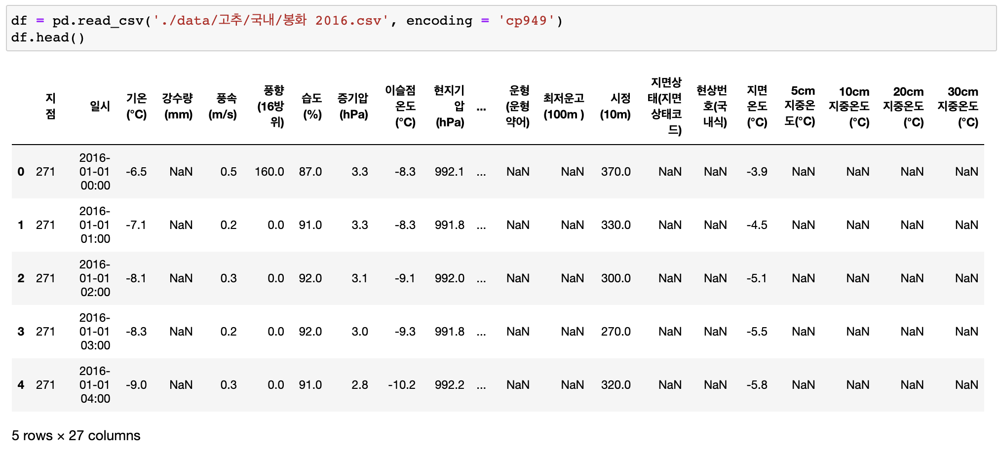 df = pd.read_csv('./data/고추/국내/봉화 2016.csv', encoding = 'cp949')
df.head()
지점 일시 기온(°C) 강수량(mm) 풍속(m/s) 풍향(16방위) 습도(%) 증기압(hPa) 이슬점온도(°C) 현지기압(hPa) ... 운형(운형약어) 최저운고(100m ) 시정(10m) 지면상태(지면상태코드) 현상번호(국내식) 지면온도(°C) 5cm 지중온도(°C) 10cm 지중온도(°C) 20cm 지중온도(°C) 30cm 지중온도(°C)
0 271 2016-01-01 00:00 -6.5 NaN 0.5 160.0 87.0 3.3 -8.3 992.1 ... NaN NaN 370.0 NaN NaN -3.9 NaN NaN NaN NaN
1 271 2016-01-01 01:00 -7.1 NaN 0.2 0.0 91.0 3.3 -8.3 991.8 ... NaN NaN 330.0 NaN NaN -4.5 NaN NaN NaN NaN
2 271 2016-01-01 02:00 -8.1 NaN 0.3 0.0 92.0 3.1 -9.1 992.0 ... NaN NaN 300.0 NaN NaN -5.1 NaN NaN NaN NaN
3 271 2016-01-01 03:00 -8.3 NaN 0.2 0.0 92.0 3.0 -9.3 991.8 ... NaN NaN 270.0 NaN NaN -5.5 NaN NaN NaN NaN
4 271 2016-01-01 04:00 -9.0 NaN 0.3 0.0 91.0 2.8 -10.2 992.2 ... NaN NaN 320.0 NaN NaN -5.8 NaN NaN NaN NaN
5 rows × 27 columns